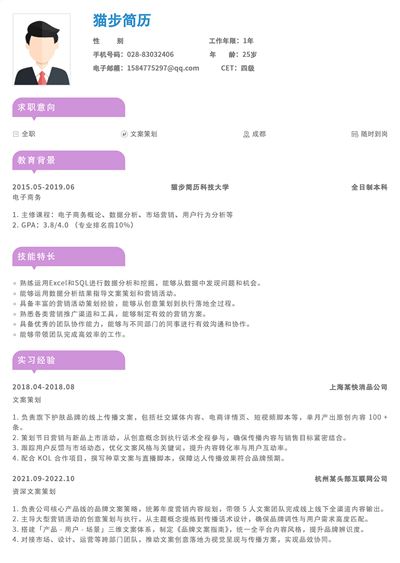 猫步简历
性 别
工作年限：1年
手机号码：028-83032406
年 龄：25岁
电子邮箱：1584775297@qq.com
CET：四级
求职意向
全职
文案策划
成都
随时到岗
教育背景
2015.05-2019.06
猫步简历科技大学
全日制本科
电子商务
1. 主修课程：电子商务概论、数据分析、市场营销、用户行为分析等
2. GPA：3.8/4.0 （专业排名前10%）
技能特长
熟练运用Excel和SQL进行数据分析和挖掘，能够从数据中发现问题和机会。
能够运用数据分析结果指导文案策划和营销活动。
具备丰富的营销活动策划经验，能够从创意策划到执行落地全过程。
熟悉各类营销推广渠道和工具，能够制定有效的营销方案。
具备优秀的团队协作能力，能够与不同部门的同事进行有效沟通和协作。
能够带领团队完成高效率的工作。
实习经验
2018.04-2018.08
上海某快消品公司
文案策划
1. 负责旗下护肤品牌的线上传播文案，包括社交媒体内容、电商详情页、短视频脚本等，单月产出原创内容 100 +
条。
2. 策划节日营销与新品上市活动，从创意概念到执行话术全程参与，确保文案内容与销售目标紧密结合。
3. 跟踪用户反馈与市场动态，优化文案风格与关键词，提升内容转化率与用户互动率。
4. 配合 KOL 合作项目，撰写种草文案与直播脚本，保障达人传播效果符合品牌预期。
2021.09-2022.10
杭州某头部互联网公司
资深文案策划
1. 负责公司核心产品线的品牌文案策略，统筹年度营销内容规划，带领 5 人文案团队完成线上线下全渠道内容输出。
2. 主导大型营销活动的创意策划与执行，从主题概念提炼到传播话术设计，确保品牌调性与用户需求高度匹配。
3. 搭建「产品 - 用户 - 场景」三维文案体系，制定《品牌文案指南》，统一全平台内容风格，提升品牌辨识度。
4. 对接市场、设计、运营等跨部门团队，推动文案创意落地为视觉呈现与传播方案，实现品效协同。